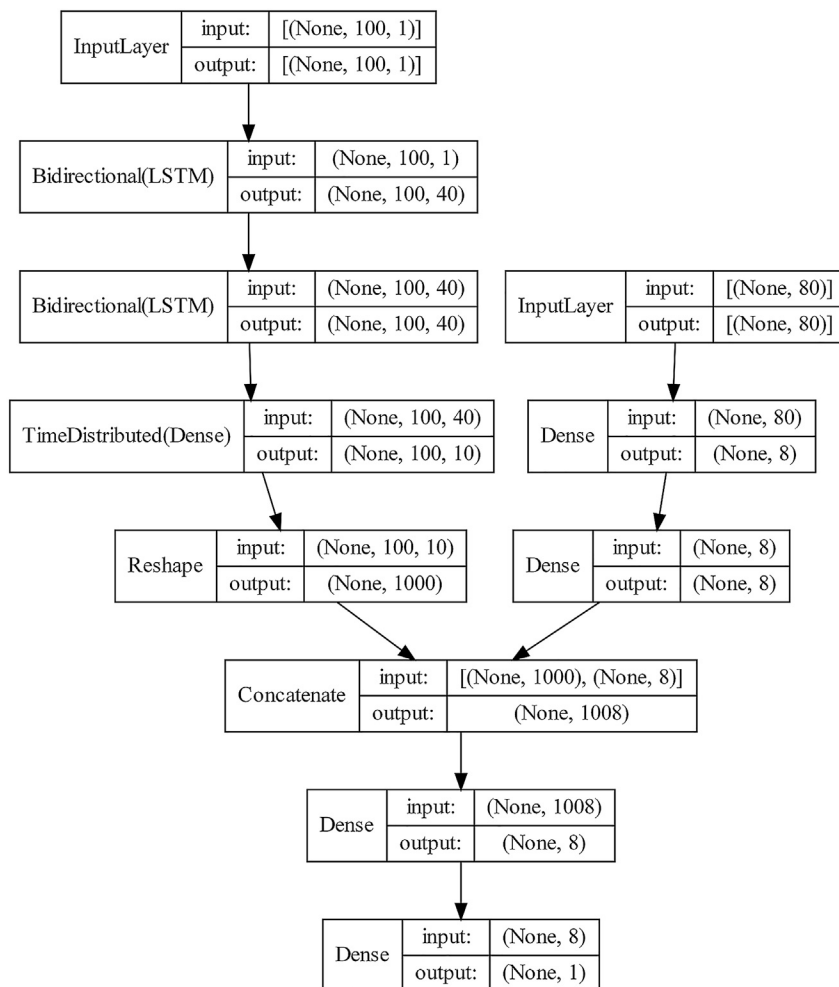 InputLayer
input: [(None, 100, 1)]
output: [(None, 100, 1)]
Bidirectional(LSTM)
input: (None, 100, 1)
output: (None, 100, 40)
Bidirectional(LSTM)
input: (None, 100, 40)
output: (None, 100, 40)
InputLayer
input: [(None, 80)]
output: [(None, 80)]
TimeDistributed(Dense)
input: (None, 100, 40)
output: (None, 100, 10)
Dense
input: (None, 80)
output: (None, 8)
Reshape
input: (None, 100, 10)
output: (None, 1000)
Dense
input: (None, 8)
output: (None, 8)
Concatenate
input: [(None, 1000), (None, 8)]
output: (None, 1008)
Dense
input: (None, 1008)
output: (None, 8)
Dense
input: (None, 8)
output: (None, 1)